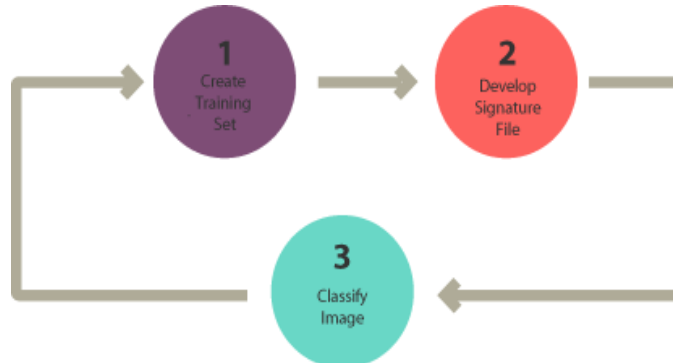 1
Create
Training
Set
2
Develop
Signature
File
3
Classify
Image